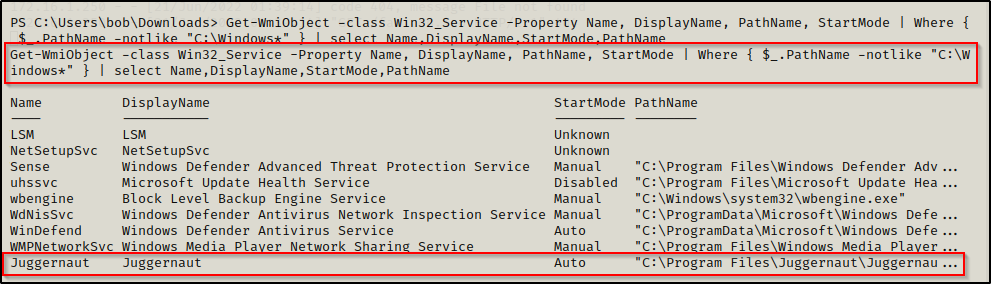 PS C:\Users\bob\Downloads> Get-WmiObject -class Win32_Service -Property Name, DisplayName, PathName, StartMode | Where {
$_.PathName -notlike "C:\Windows*" } | select Name,DisplayName,StartMode,PathName
Get-WmiObject -class Win32_Service -Property Name, DisplayName, PathName, StartMode | Where { $_.PathName -notlike "C:\W
indows*" } | select Name,DisplayName,StartMode,PathName
Name DisplayName StartMode PathName
---- ----------- --------- --------
LSM LSM Unknown
NetSetupSvc NetSetupSvc Unknown
Sense Windows Defender Advanced Threat Protection Service Manual "C:\Program Files\Windows Defender Adv...
uhssvc Microsoft Update Health Service Disabled "C:\Program Files\Microsoft Update Hea...
wbengine Block Level Backup Engine Service Manual "C:\Windows\system32\wbengine.exe"
WdNisSvc Windows Defender Antivirus Network Inspection Service Manual "C:\ProgramData\Microsoft\Windows Defe...
WinDefend Windows Defender Antivirus Service Auto "C:\ProgramData\Microsoft\Windows Defe...
WMPNetworkSvc Windows Media Player Network Sharing Service Manual "C:\Program Files\Windows Media Player...
Juggernaut Juggernaut Auto "C:\Program Files\Juggernaut\Juggernau...